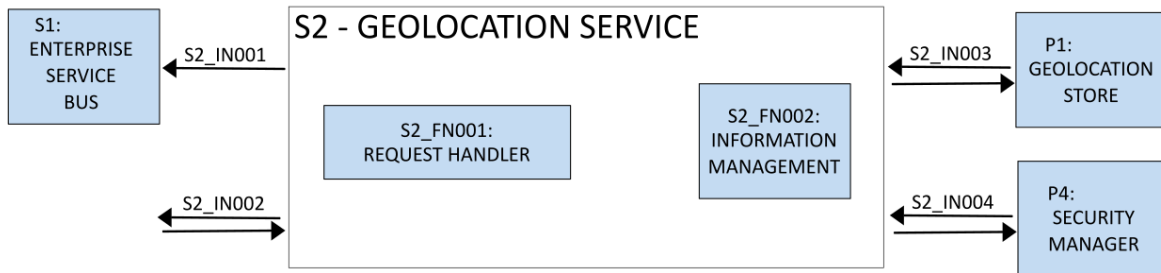 S1:
ENTERPRISE
SERVICE
BUS
S2_IN001
S2 - GEOLOCATION SERVICE
S2_IN003
P1:
GEOLOCATION
STORE
S2_FN001:
REQUEST HANDLER
S2_FN002:
INFORMATION
MANAGEMENT
S2_IN002
S2_IN004
P4:
SECURITY
MANAGER